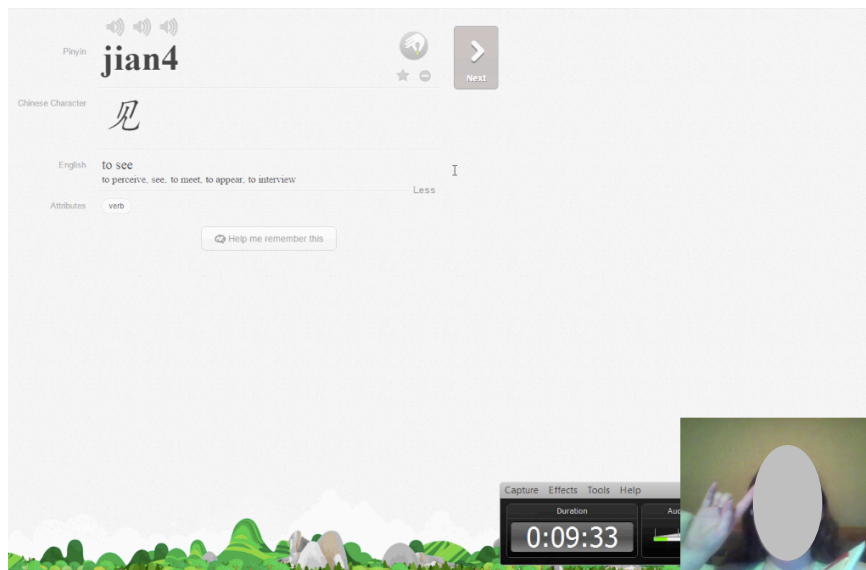 Pinyin
jian4
Next
Chinese Character
见
English
to see
to perceive, see, to meet, to appear, to interview
Less
Attributes
verb
Help me remember this
Capture Effects Tools Help
Duration
0:09:33